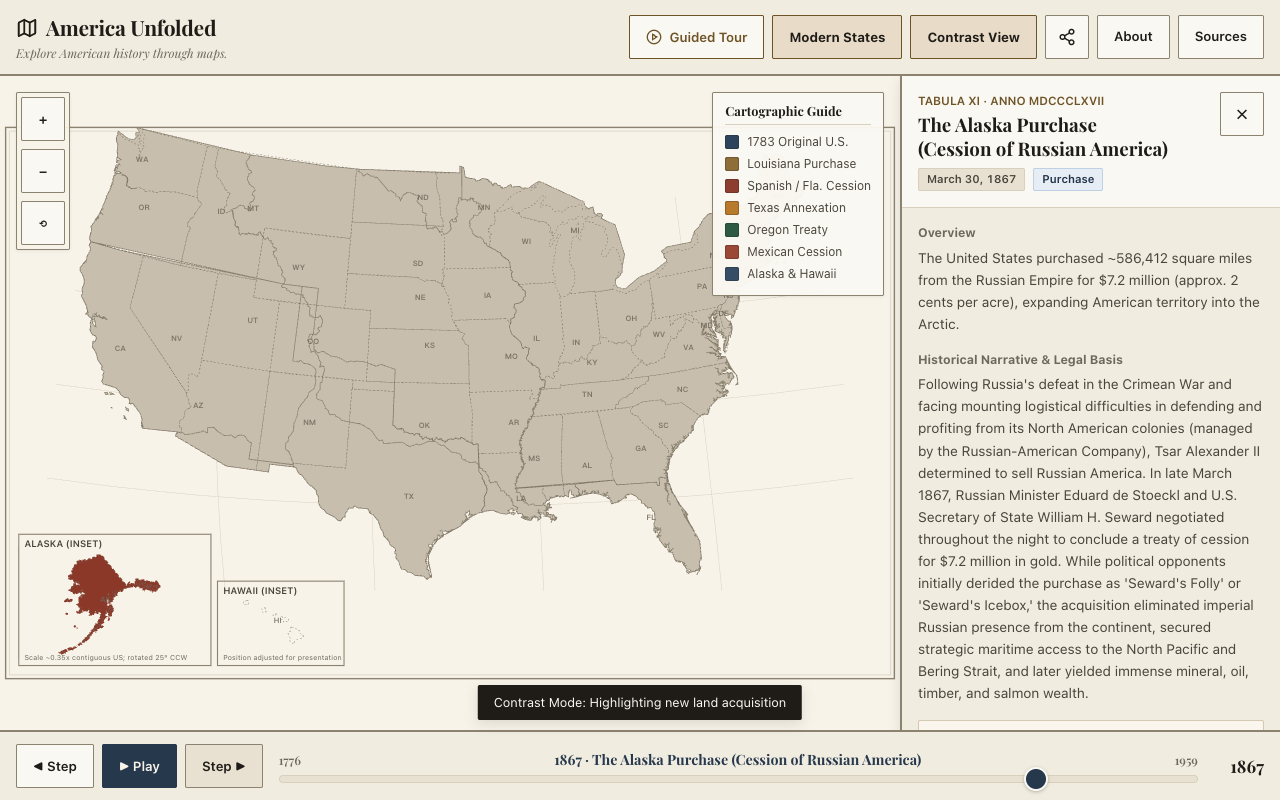 America Unfolded
Explore American history through maps.
Guided Tour
Modern States
Contrast View
About
Sources
+
−
Cartographic Guide
1783 Original U.S.
Louisiana Purchase
Spanish / Fla. Cession
Texas Annexation
Oregon Treaty
Mexican Cession
Alaska & Hawaii
WA
OR
ID
MT
ND
MN
WI
MI
WY
SD
NE
IA
PA
CA
NV
UT
CO
KS
MO
IL
IN
OH
WV
VA
MD
DE
KY
AZ
NM
OK
AR
TN
NC
SC
TX
LA
MS
AL
GA
FL
ALASKA (INSET)
Scale ~0.35x contiguous US; rotated 25° CCW
HAWAII (INSET)
HI
Position adjusted for presentation
Contrast Mode: Highlighting new land acquisition
TABULA XI · ANNO MDCCCLXVII
The Alaska Purchase
(Cession of Russian America)
March 30, 1867
Purchase
Overview
The United States purchased ~586,412 square miles
from the Russian Empire for $7.2 million (approx. 2
cents per acre), expanding American territory into the
Arctic.
Historical Narrative & Legal Basis
Following Russia's defeat in the Crimean War and
facing mounting logistical difficulties in defending and
profiting from its North American colonies (managed
by the Russian-American Company), Tsar Alexander II
determined to sell Russian America. In late March
1867, Russian Minister Eduard de Stoeckl and U.S.
Secretary of State William H. Seward negotiated
throughout the night to conclude a treaty of cession
for $7.2 million in gold. While political opponents
initially derided the purchase as 'Seward's Folly' or
'Seward's Icebox,' the acquisition eliminated imperial
Russian presence from the continent, secured
strategic maritime access to the North Pacific and
Bering Strait, and later yielded immense mineral, oil,
timber, and salmon wealth.
Step
Play
Step
1776
1867 · The Alaska Purchase (Cession of Russian America)
1959
1867